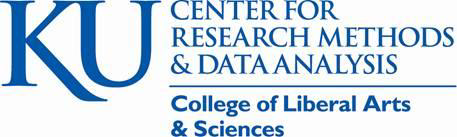 KU
CENTER FOR
RESEARCH METHODS
& DATA ANALYSIS
College of Liberal Arts
& Sciences